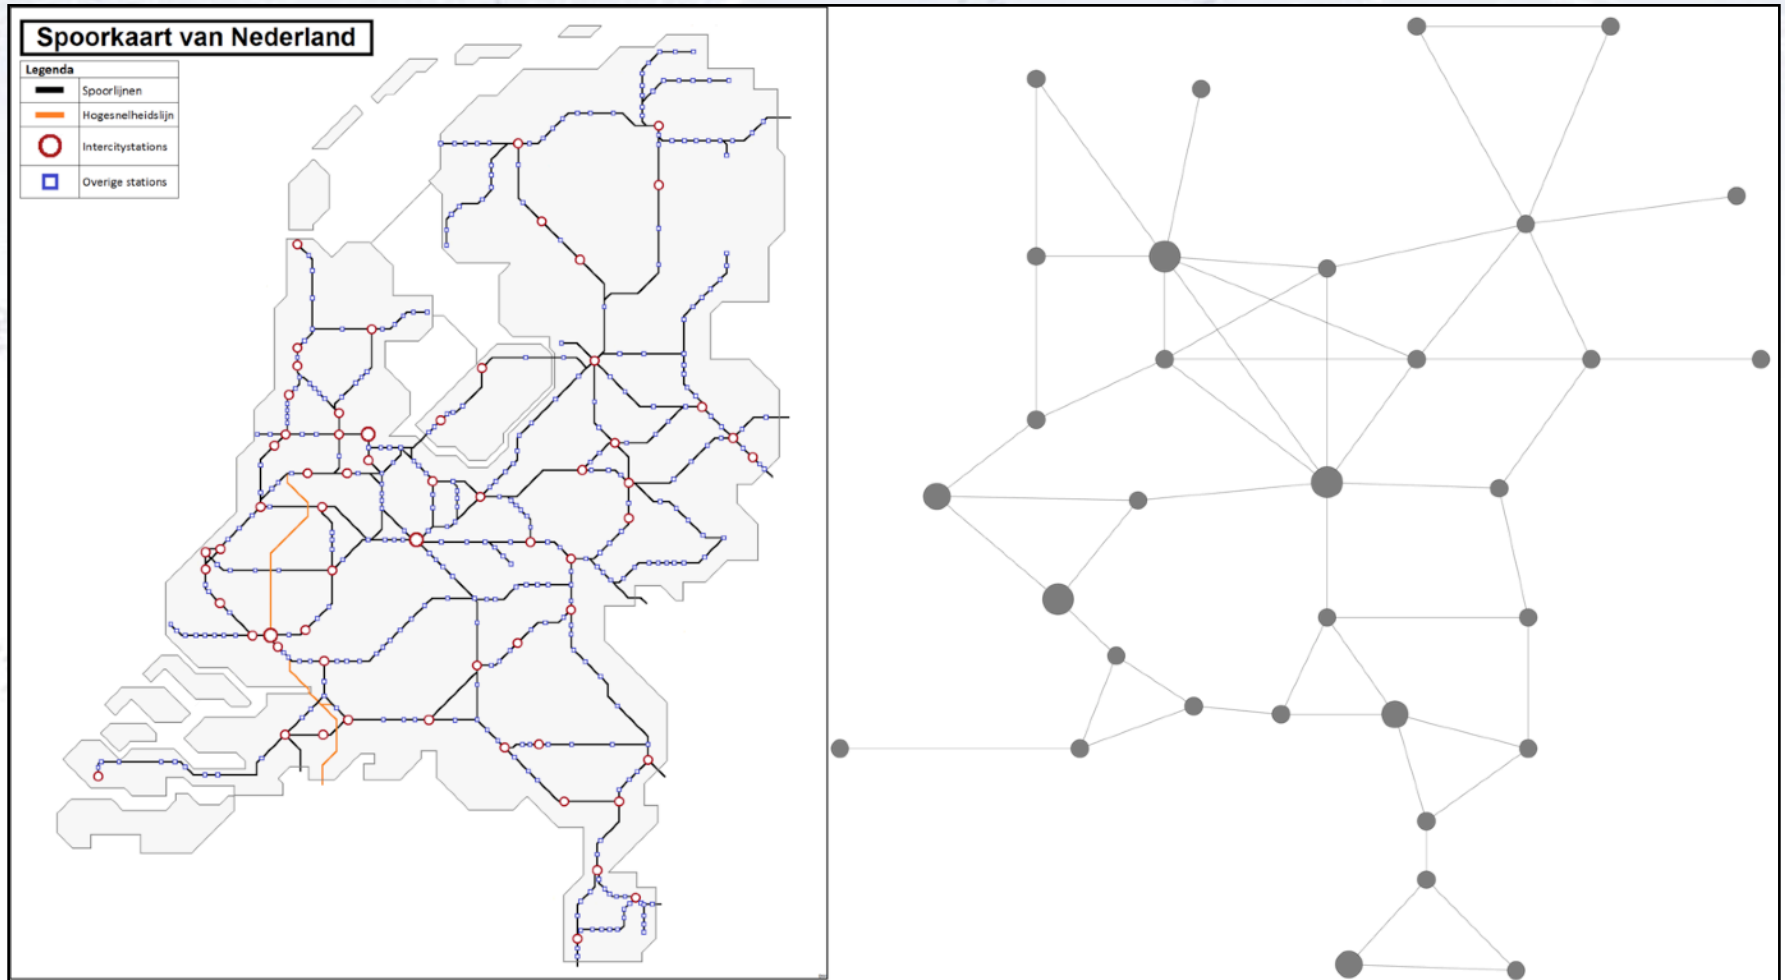 Spoorkaart van Nederland
Legenda
Spoorlijnen
Hogesnelheidslijn
Intercitystations
Overige stations